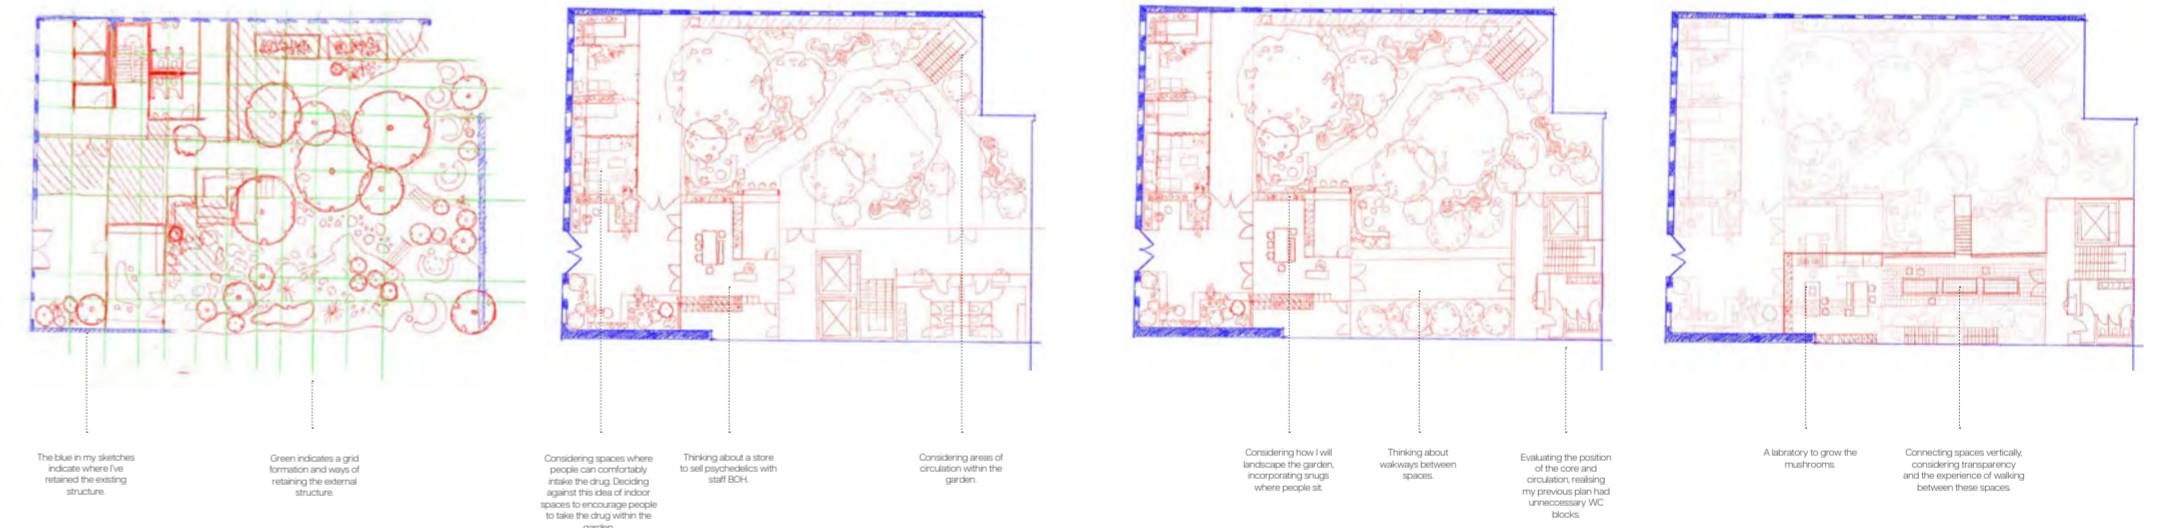 The blue in my sketches
indicate where I've
retained the existing
structure.
Green indicates a grid
formation and ways of
retaining the external
structure.
Considering spaces where
people can comfortably
intake the drug. Deciding
against this idea of indoor
spaces to encourage people
to take the drug within the
garden.
Thinking about a store
to sell psychedelics with
staff BOH.
Considering areas of
circulation within the
garden.
Considering how I will
landscape the garden,
incorporating snugs
where people sit.
Thinking about
wakways between
spaces.
Evaluating the position
of the core and
circulation, realising
my previous plan had
unneccessary WC
blocks.
A labratory to grow the
mushrooms.
Connecting spaces vertically,
considering transparency
and the experience of walking
between these spaces.